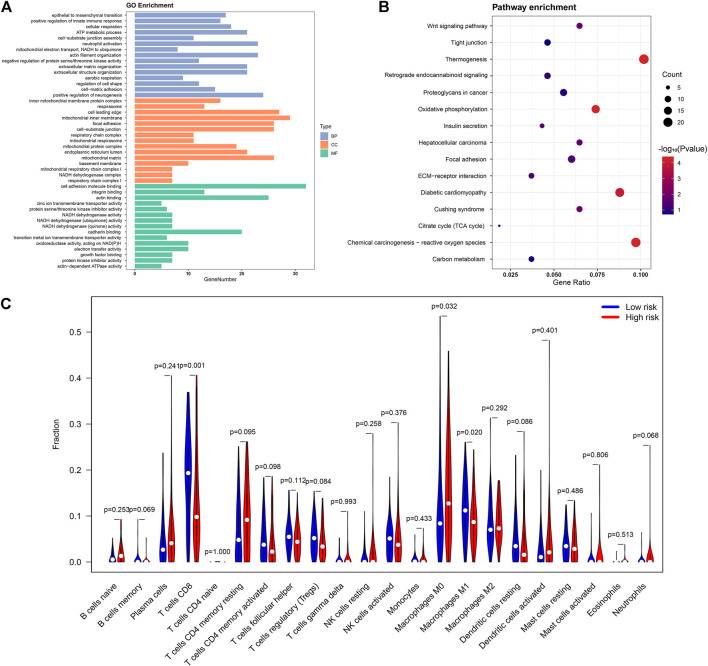 A
GO Enrichment
epithelial to mesenchymal transition
positive regulation of innate immune response
cellular respiration
ATP metabolic process
cell-substrate junction assembly
neutrophil activation
mitochondrial electron transport, NADH to ubiquinone
actin filament organization
negative regulation of protein serine/threonine kinase activity
extracellular matrix organization
extracellular structure organization
aerobic respiration
regulation of cell shape
cell-matrix adhesion
positive regulation of neurogenesis
inner mitochondrial membrane protein complex
respirasome
cell leading edge
mitochondrial inner membrane
focal adhesion
cell-substrate junction
respiratory chain complex
mitochondrial respirasome
mitochondrial protein complex
endoplasmic reticulum lumen
mitochondrial matrix
basement membrane
mitochondrial respiratory chain complex I
NADH dehydrogenase complex
respiratory chain complex I
cell adhesion molecule binding
integrin binding
actin binding
zinc ion transmembrane transporter activity
protein serine/threonine kinase inhibitor activity
NADH dehydrogenase activity
NADH dehydrogenase (ubiquinone) activity
NADH dehydrogenase (quinone) activity
cadherin binding
transition metal ion transmembrane transporter activity
oxidoreductase activity, acting on NAD(P)H
electron transfer activity
growth factor binding
protein kinase inhibitor activity
actin-dependent ATPase activity
0 10 20 30
GeneNumber
Type
BP
CC
MF
B
Pathway enrichment
Wnt signaling pathway
Tight junction
Thermogenesis
Retrograde endocannabinoid signaling
Proteoglycans in cancer
Oxidative phosphorylation
Insulin secretion
Hepatocellular carcinoma
Focal adhesion
ECM-receptor interaction
Diabetic cardiomyopathy
Cushing syndrome
Citrate cycle (TCA cycle)
Chemical carcinogenesis - reactive oxygen species
Carbon metabolism
0.025 0.050 0.075 0.100
Gene Ratio
Count
5
10
15
20
-log10(Pvalue)
4
3
2
1
C
Low risk
High risk
Fraction
0.5
0.4
0.3
0.2
0.1
0.0
p=0.253
p=0.069
p=0.241
p=0.001
p=1.000
p=0.095
p=0.098
p=0.112
p=0.084
p=0.993
p=0.258
p=0.376
p=0.433
p=0.032
p=0.020
p=0.292
p=0.086
p=0.401
p=0.486
p=0.806
p=0.513
p=0.068
B cells naive
B cells memory
Plasma cells
T cells CD8
T cells CD4 naive
T cells CD4 memory resting
T cells CD4 memory activated
T cells follicular helper
T cells regulatory (Tregs)
T cells gamma delta
NK cells resting
NK cells activated
Monocytes
Macrophages M0
Macrophages M1
Macrophages M2
Dendritic cells resting
Dendritic cells activated
Mast cells resting
Mast cells activated
Eosinophils
Neutrophils